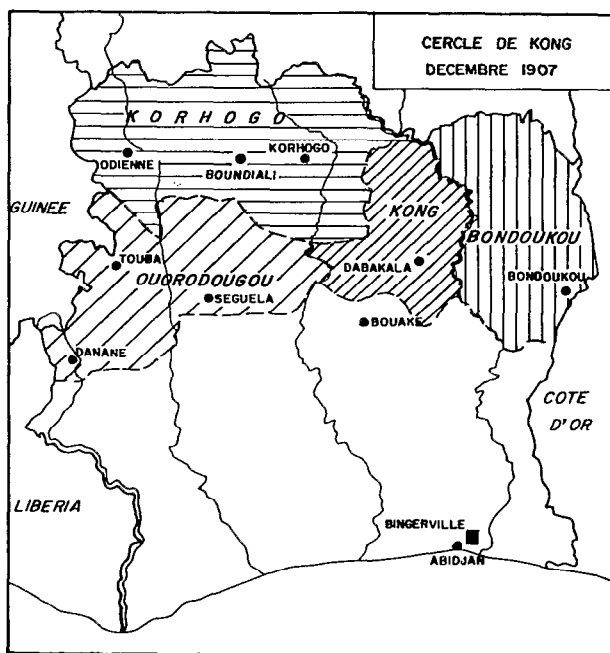 CERCLE DE KONG
DECEMBRE 1907
KORHOGO
KORHOGO
ODIENNE
BOUNDIALI
GUINEE
KONG
BONDOUKOU
TOUBA
OUORODOUGOU
DABAKALA
BONDOUKOU
SEGUELA
BOUAKE
DANANE
COTE
D'OR
LIBERIA
BINGERVILLE
ABIDJAN